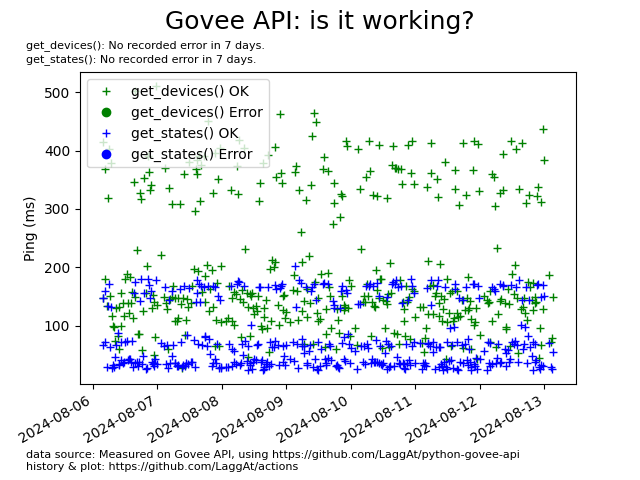 Govee API: is it working?
get_devices(): No recorded error in 7 days.
get_states(): No recorded error in 7 days.
get_devices() OK
get_devices() Error
get_states() OK
get_states() Error
Ping (ms)
500
400
300
200
100
2024-08-06
2024-08-07
2024-08-08
2024-08-09
2024-08-10
2024-08-11
2024-08-12
2024-08-13
data source: Measured on Govee API, using https://github.com/LaggAt/python-govee-api
history & plot: https://github.com/LaggAt/actions